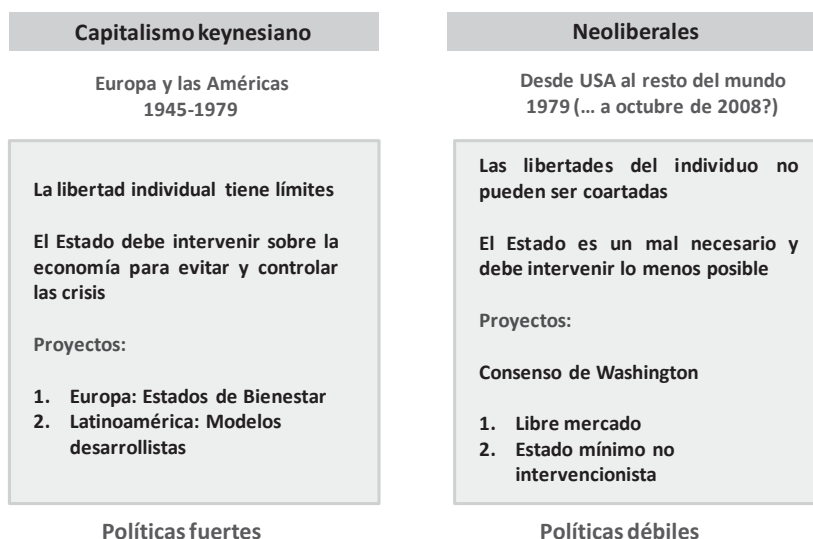 Capitalismo keynesiano
Europa y las Américas
1945-1979
La libertad individual tiene límites
El Estado debe intervenir sobre la
economía para evitar y controlar
las crisis
Proyectos:
1. Europa: Estados de Bienestar
2. Latinoamérica: Modelos
desarrollistas
Políticas fuertes
Neoliberales
Desde USA al resto del mundo
1979 (... a octubre de 2008?)
Las libertades del individuo no
pueden ser coartadas
El Estado es un mal necesario y
debe intervenir lo menos posible
Proyectos:
Consenso de Washington
1. Libre mercado
2. Estado mínimo no
intervencionista
Políticas débiles